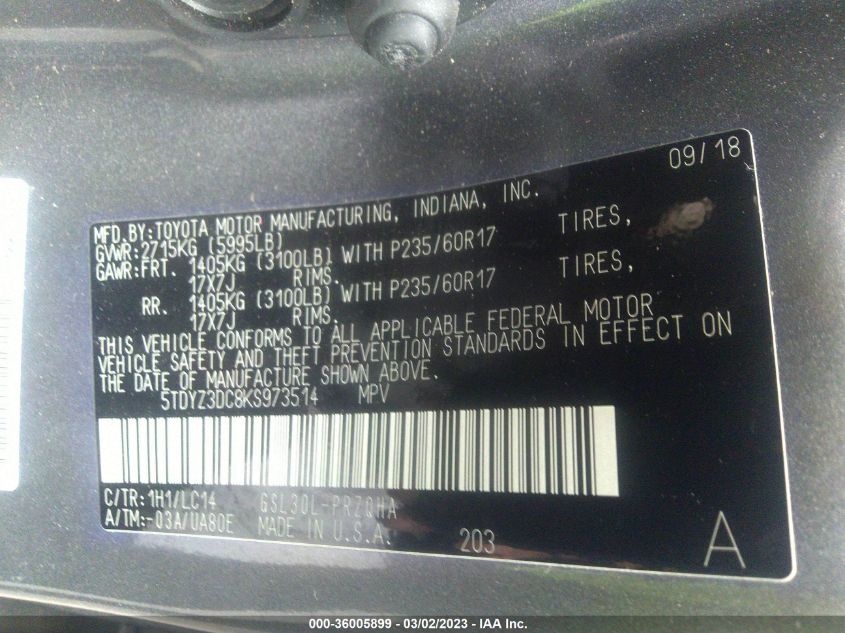 09/18
MFD.BY:TOYOTA MOTOR MANUFACTURING, INDIANA, INC.
GVWR:2715KG (5995LB)
GAWR:FRT. 1405KG (3100LB) WITH P235/60R17 TIRES,
17X7J RIMS.
RR. 1405KG (3100LB) WITH P235/60R17 TIRES,
17X7J RIMS.
THIS VEHICLE CONFORMS TO ALL APPLICABLE FEDERAL MOTOR
VEHICLE SAFETY AND THEFT PREVENTION STANDARDS IN EFFECT ON
THE DATE OF MANUFACTURE SHOWN ABOVE.
5TDYZ3DC8KS973514 MPV
C/TR:1H1/LC14 GSL30L-PRZQHA
A/TM:-03A/UA80E MADE IN U.S.A. 203 A
000-36005899 - 03/02/2023 - IAA Inc.